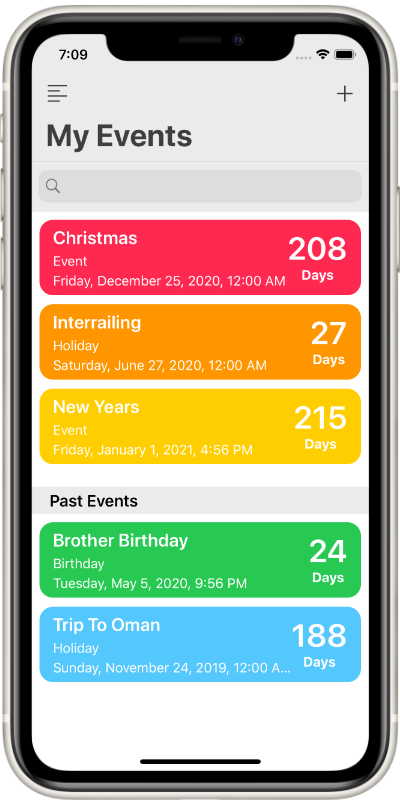 7:09
My Events
Christmas
Event
Friday, December 25, 2020, 12:00 AM
208
Days
Interrailing
Holiday
Saturday, June 27, 2020, 12:00 AM
27
Days
New Years
Event
Friday, January 1, 2021, 4:56 PM
215
Days
Past Events
Brother Birthday
Birthday
Tuesday, May 5, 2020, 9:56 PM
24
Days
Trip To Oman
Holiday
Sunday, November 24, 2019, 12:00 A...
188
Days